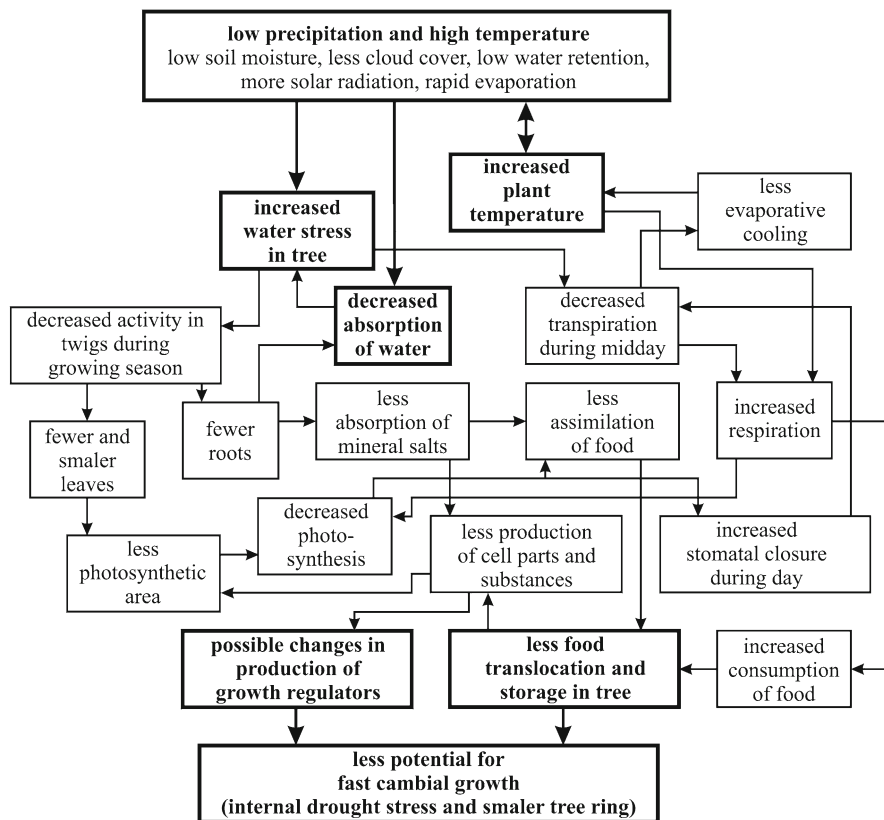 low precipitation and high temperature
low soil moisture, less cloud cover, low water retention,
more solar radiation, rapid evaporation
increased
plant
temperature
less
evaporative
cooling
increased
water stress
in tree
decreased
absorption
of water
decreased
transpiration
during midday
decreased activity in
twigs during
growing season
fewer and
smaler
leaves
fewer
roots
less
absorption of
mineral salts
less
assimilation
of food
increased
respiration
less
photosynthetic
area
decreased
photo-
synthesis
less production
of cell parts and
substances
increased
stomatal closure
during day
possible changes in
production of
growth regulators
less food
translocation and
storage in tree
increased
consumption
of food
less potential for
fast cambial growth
(internal drought stress and smaler tree ring)